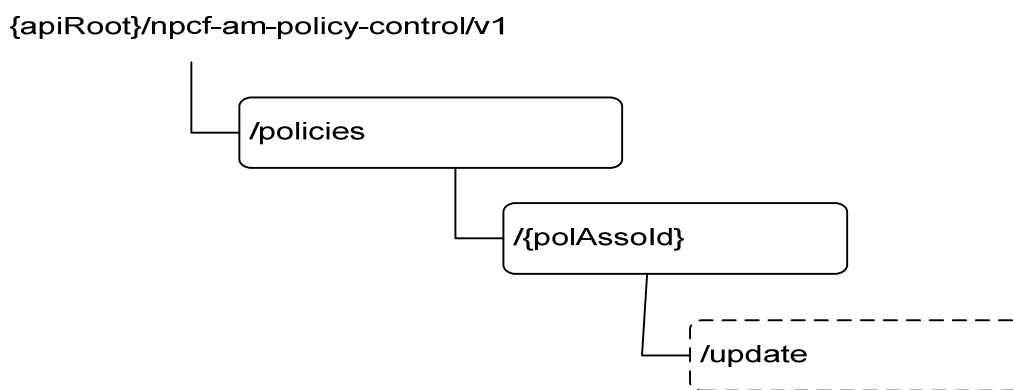 {apiRoot}/npcf-am-policy-control/v1
/policies
/{polAssoId}
/update